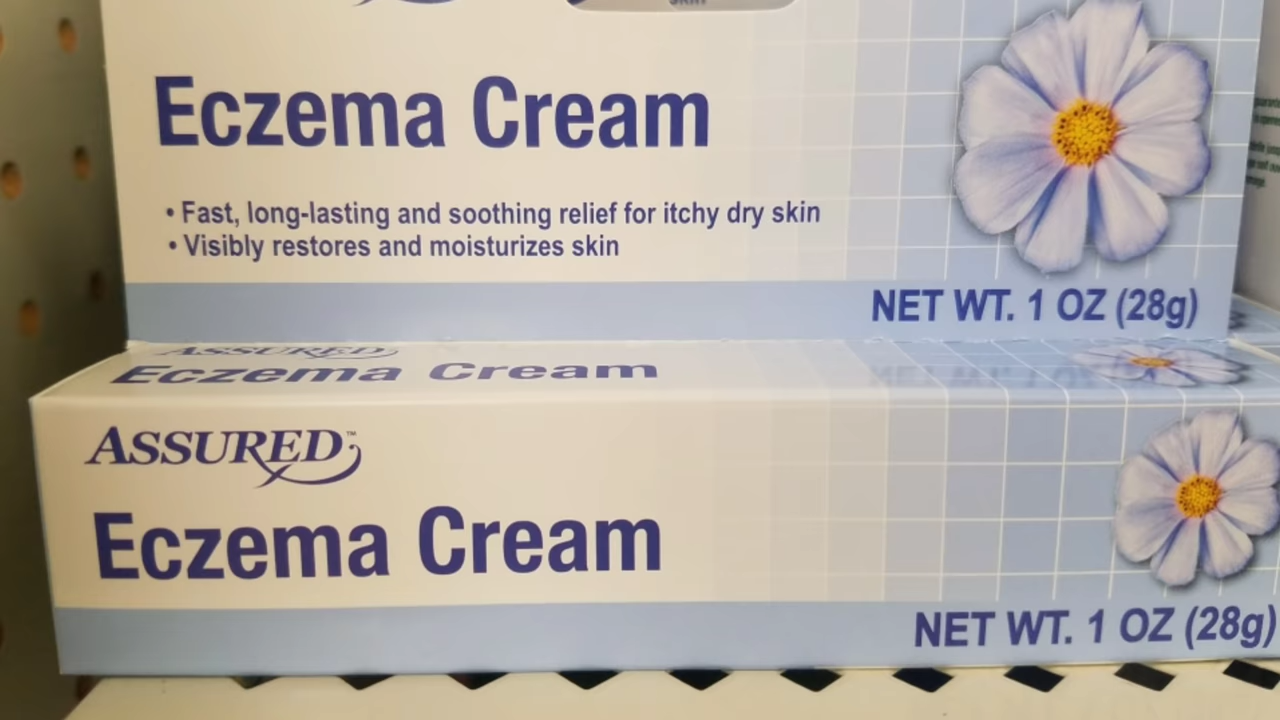 Eczema Cream
• Fast, long-lasting and soothing relief for itchy dry skin
• Visibly restores and moisturizes skin
NET WT. 1 OZ (28g)
ASSURED
Eczema Cream
ASSURED™
Eczema Cream
NET WT. 1 OZ (28g)